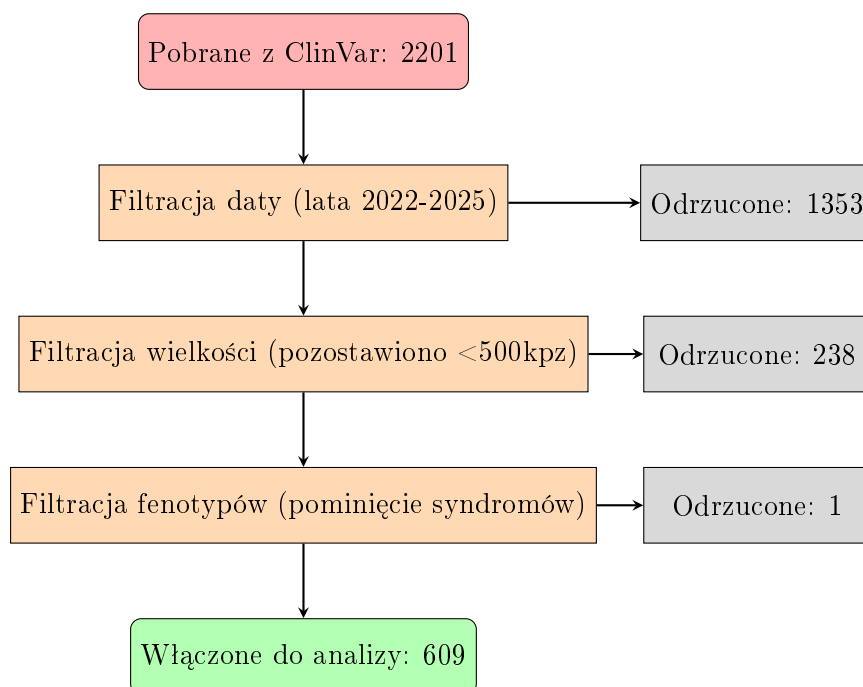 Pobrane z ClinVar: 2201
Filtracja daty (lata 2022-2025)
Odrzucone: 1353
Filtracja wielkości (pozostawiono <500kpz)
Odrzucone: 238
Filtracja fenotypów (pominięcie syndromów)
Odrzucone: 1
Włączone do analizy: 609